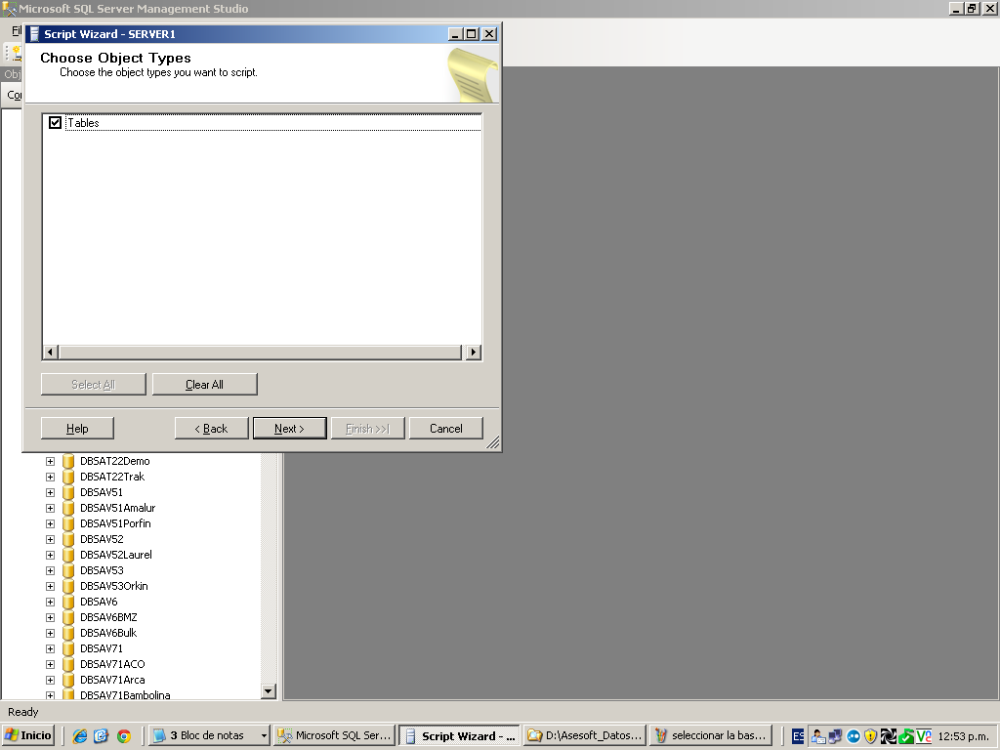 Microsoft SQL Server Management Studio
Script Wizard - SERVER1
Choose Object Types
Choose the object types you want to script.
Tables
Select All
Clear All
Help
< Back
Next >
Finish >>|
Cancel
DBSAT22Demo
DBSAT22Trak
DBSAV51
DBSAV51Amalur
DBSAV51Porfin
DBSAV52
DBSAV52Laurel
DBSAV53
DBSAV53Orkin
DBSAV6
DBSAV6BMZ
DBSAV6Bulk
DBSAV71
DBSAV71ACO
DBSAV71Arca
DBSAV71Bambolina
Ready
Inicio
3 Bloc de notas
Microsoft SQL Ser...
Script Wizard - ...
D:\Asesoft_Datos...
seleccionar la bas...
ES
12:53 p.m.